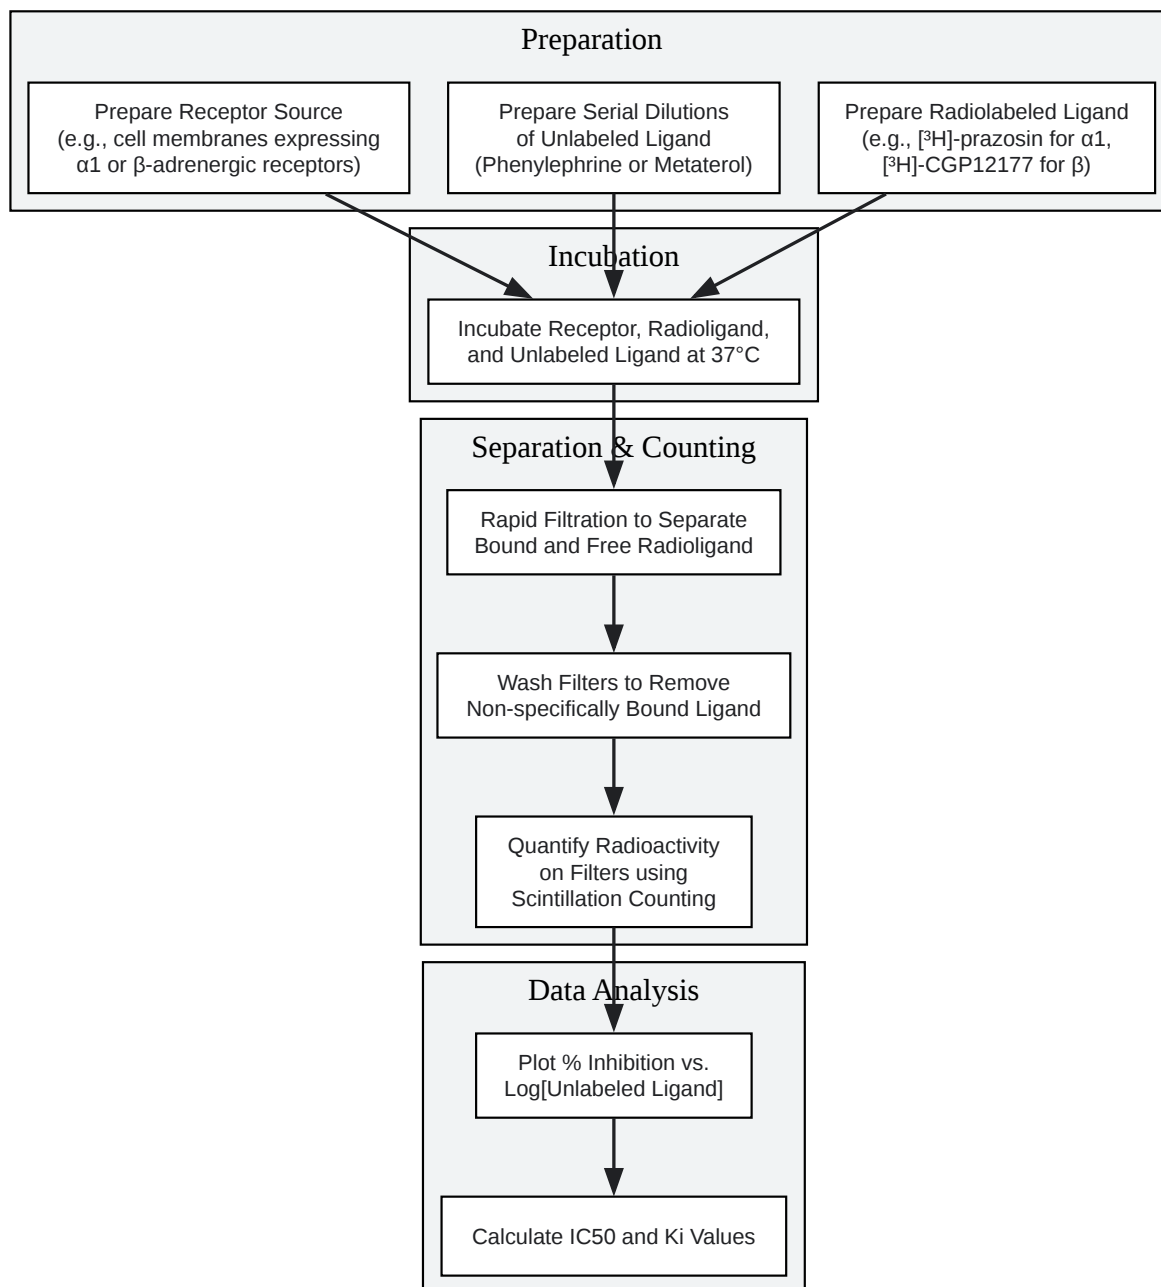 Preparation
Prepare Receptor Source
(e.g., cell membranes expressing
α1 or β-adrenergic receptors)
Prepare Serial Dilutions
of Unlabeled Ligand
(Phenylephrine or Metaterol)
Prepare Radiolabeled Ligand
(e.g., [³H]-prazosin for α1,
[³H]-CGP12177 for β)
Incubation
Incubate Receptor, Radioligand,
and Unlabeled Ligand at 37°C
Separation & Counting
Rapid Filtration to Separate
Bound and Free Radioligand
Wash Filters to Remove
Non-specifically Bound Ligand
Quantify Radioactivity
on Filters using
Scintillation Counting
Data Analysis
Plot % Inhibition vs.
Log[Unlabeled Ligand]
Calculate IC50 and Ki Values